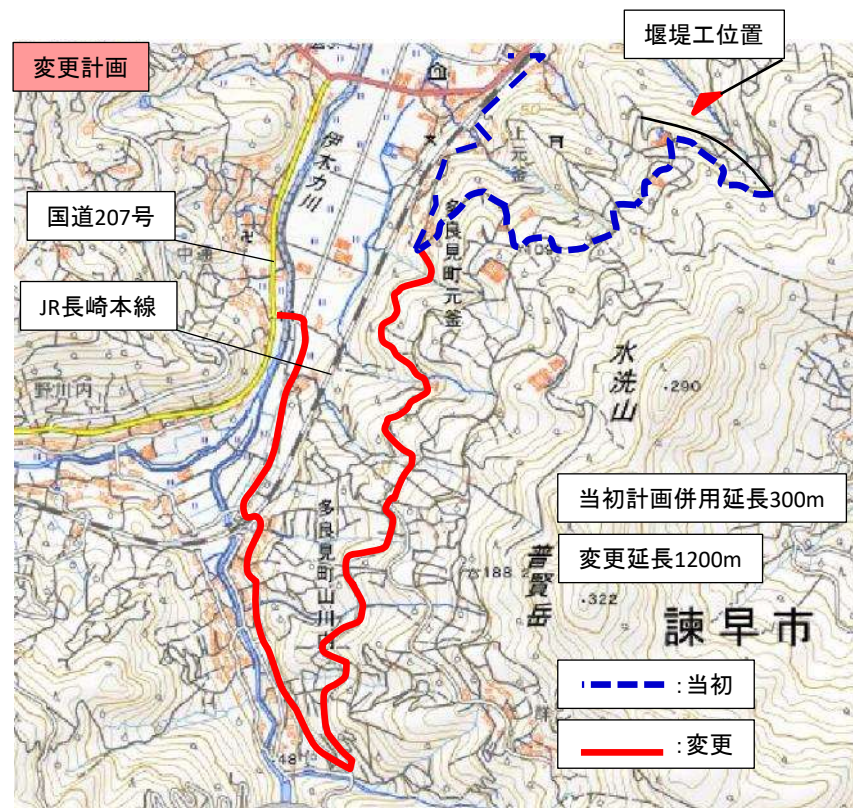 変更計画
堰堤工位置
国道207号
JR長崎本線
伊木力川
上元釜
50
中通
多良見町元釜
109
野川内
水洗山
290
当初計画併用延長300m
変更延長1200m
多良見町山川内
188
普賢岳
322
諫早市
:当初
:変更
48